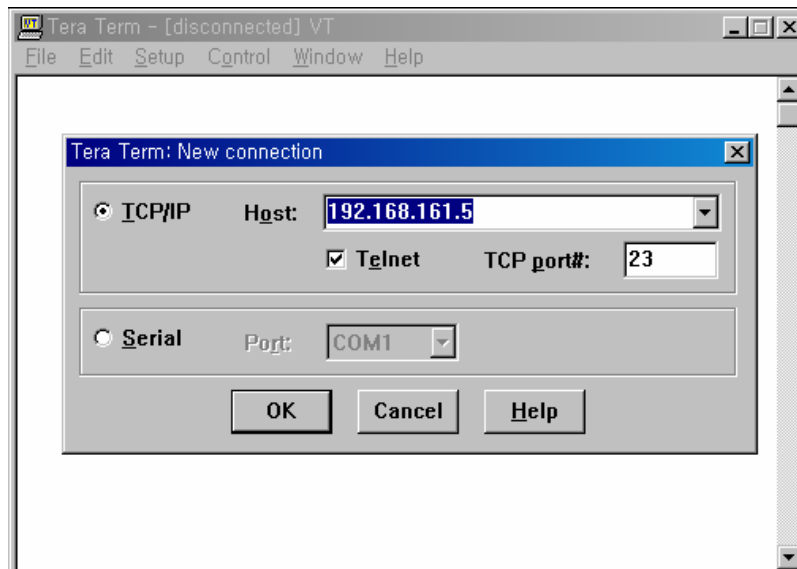 Tera Term - [disconnected] VT
File Edit Setup Control Window Help
Tera Term: New connection
TCP/IP Host: 192.168.161.5
Telnet TCP port#: 23
Serial Port: COM1
OK Cancel Help